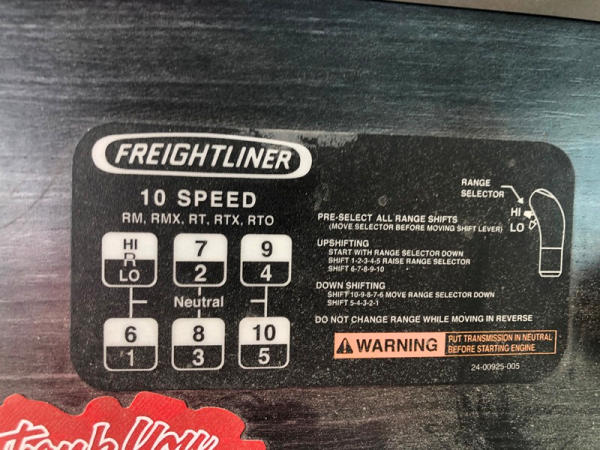 FREIGHTLINER
10 SPEED
RM, RMX, RT, RTX, RTO
HI
R
LO
7
2
9
4
Neutral
6
1
8
3
10
5
RANGE
SELECTOR
HI
LO
PRE-SELECT ALL RANGE SHIFTS
(MOVE SELECTOR BEFORE MOVING SHIFT LEVER)
UPSHIFTING
START WITH RANGE SELECTOR DOWN
SHIFT 1-2-3-4-5 RAISE RANGE SELECTOR
SHIFT 6-7-8-9-10
DOWN SHIFTING
SHIFT 10-9-8-7-6 MOVE RANGE SELECTOR DOWN
SHIFT 5-4-3-2-1
DO NOT CHANGE RANGE WHILE MOVING IN REVERSE
WARNING
PUT TRANSMISSION IN NEUTRAL
BEFORE STARTING ENGINE
24-00925-005